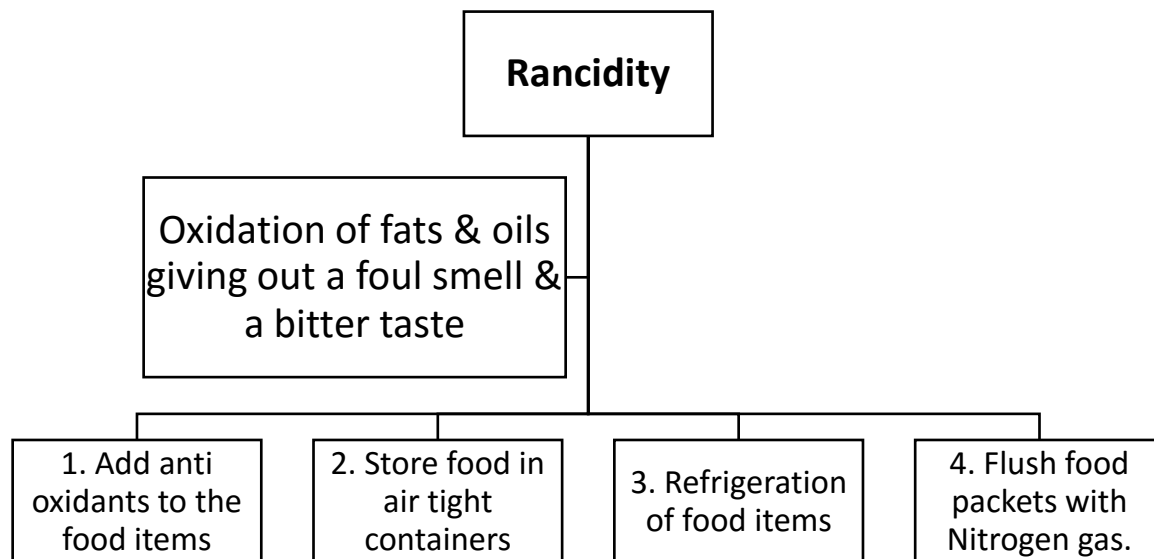 Rancidity
Oxidation of fats & oils
giving out a foul smell &
a bitter taste
1. Add anti
oxidants to the
food items
2. Store food in
air tight
containers
3. Refrigeration
of food items
4. Flush food
packets with
Nitrogen gas.